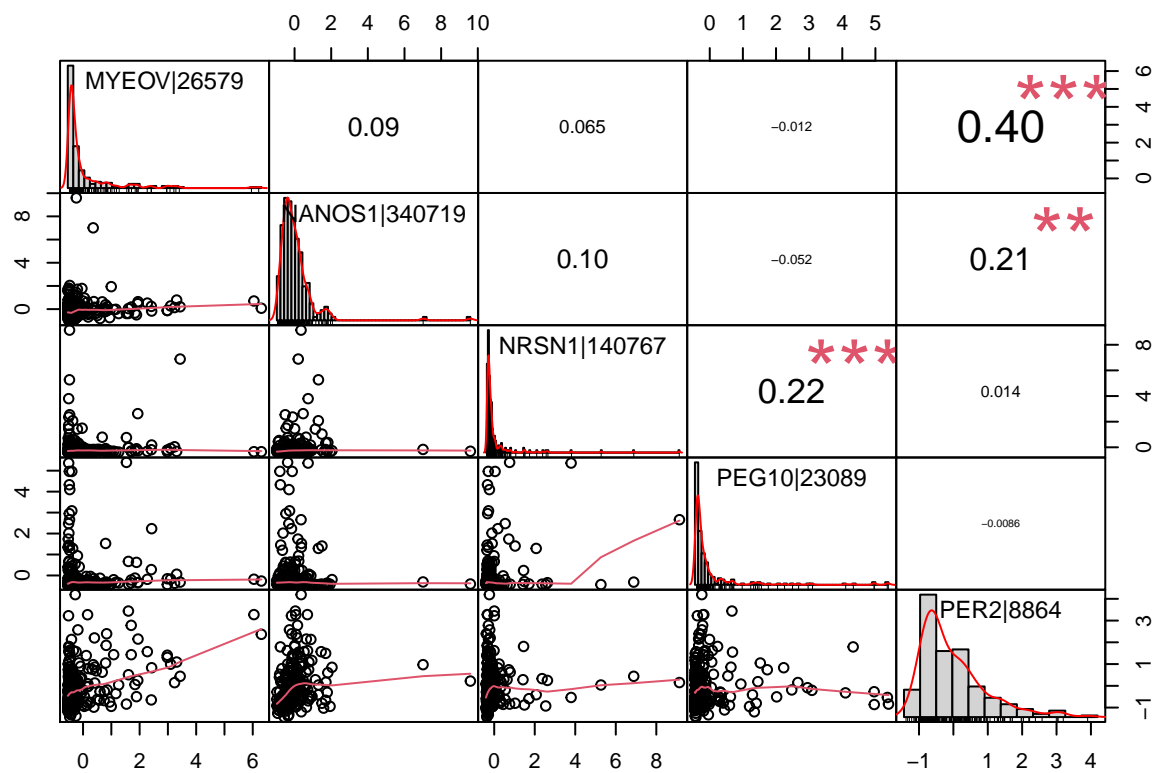 0 2 4 6 8 10 0 1 2 3 4 5
MYEOV|26579 0.09 0.065 −0.012 0.40 *** 0 2 4 6
0 4 8 NANOS1|340719 0.10 −0.052 0.21 **
NRSN1|140767 0.22 *** 0.014 0 4 8
0 2 4 PEG10|23089 −0.0086
PER2|8864 −1 1 3
0 2 4 6 0 2 4 6 8 −1 0 1 2 3 4